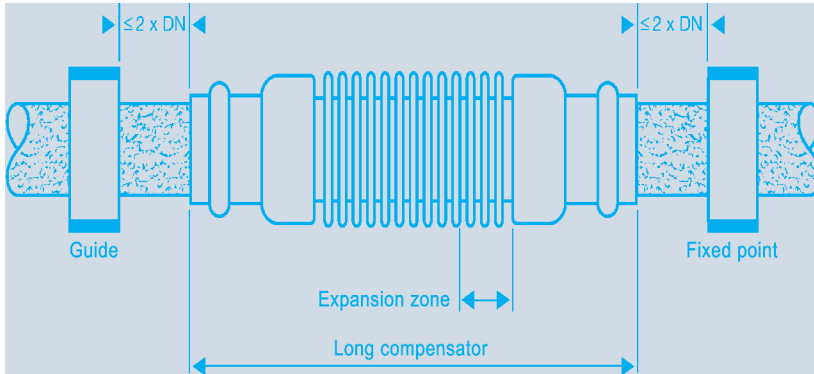 ≤2 x DN
≤2 x DN
Guide
Fixed point
Expansion zone
Long compensator